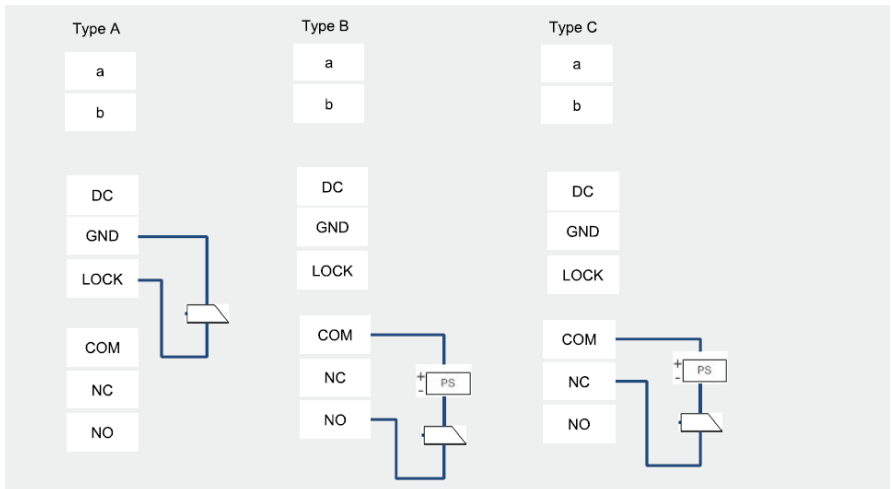 Type A
a
b
DC
GND
LOCK
COM
NC
NO
Type B
a
b
DC
GND
LOCK
COM
NC
NO
+
-
PS
Type C
a
b
DC
GND
LOCK
COM
NC
NO
+
-
PS